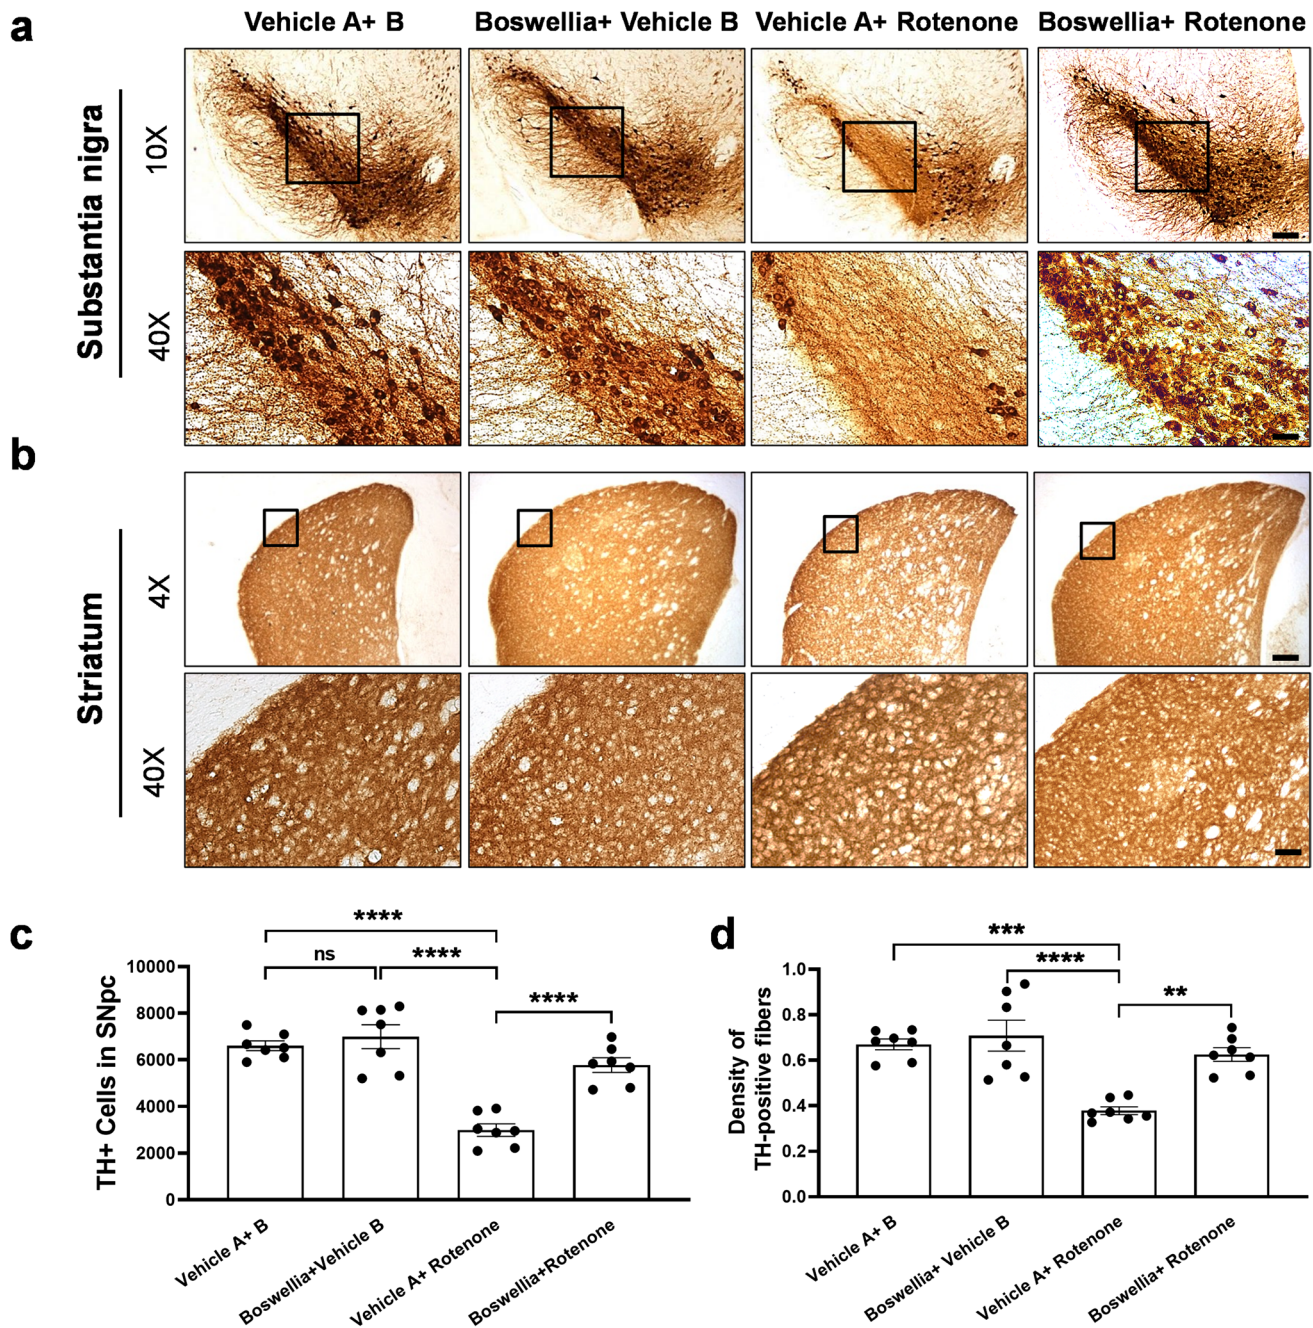 a
Vehicle A+ B
Boswellia+ Vehicle B
Vehicle A+ Rotenone
Boswellia+ Rotenone
Substantia nigra
10X
40X
b
Striatum
4X
40X
c
****
ns
****
****
TH+ Cells in SNpc
10000
8000
6000
4000
2000
0
Vehicle A+ B
Boswellia+Vehicle B
Vehicle A+ Rotenone
Boswellia+Rotenone
d
***
****
**
Density of
TH-positive fibers
1.0
0.8
0.6
0.4
0.2
0.0
Vehicle A+ B
Boswellia+ Vehicle B
Vehicle A+ Rotenone
Boswellia+ Rotenone